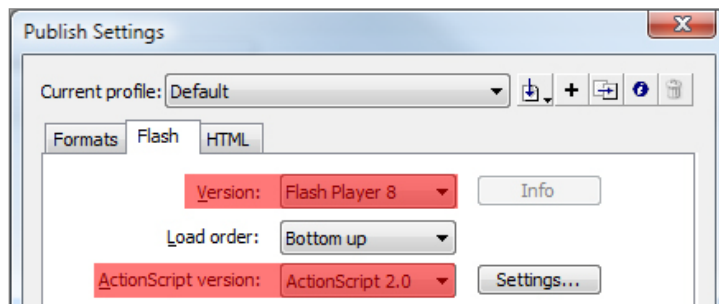 Publish Settings
Current profile: Default
Formats Flash HTML
Version: Flash Player 8 Info
Load order: Bottom up
ActionScript version: ActionScript 2.0 Settings...